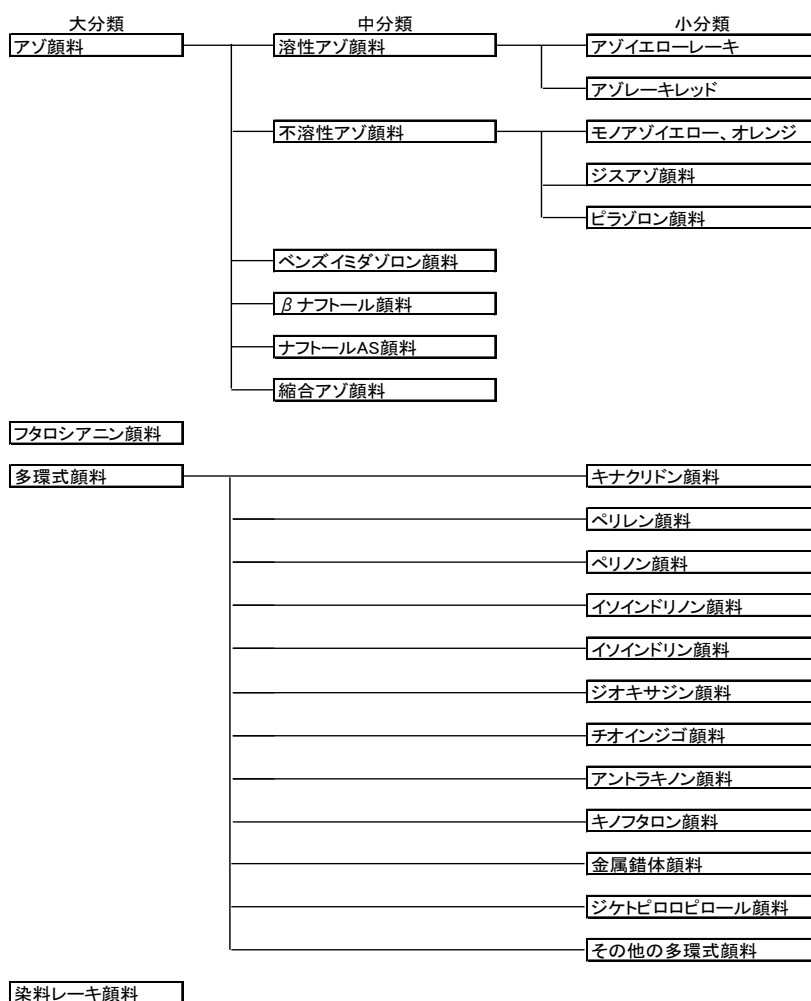 大分類 中分類 小分類
アゾ顔料 溶性アゾ顔料 アゾイエローレーキ
アゾレーキレッド
不溶性アゾ顔料 モノアゾイエロー、オレンジ
ジスアゾ顔料
ピラゾロン顔料
ベンズイミダゾロン顔料
βナフトール顔料
ナフトールAS顔料
縮合アゾ顔料
フタロシアニン顔料
多環式顔料 キナクリドン顔料
ペリレン顔料
ペリノン顔料
イソインドリノン顔料
イソインドリン顔料
ジオキサジン顔料
チオインジゴ顔料
アントラキノン顔料
キノフタロン顔料
金属錯体顔料
ジケトピロロピロール顔料
その他の多環式顔料
染料レーキ顔料